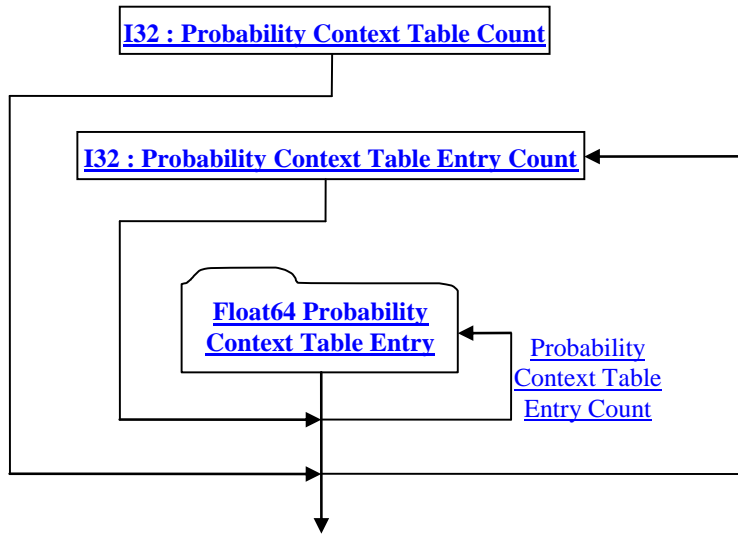 I32 : Probability Context Table Count
I32 : Probability Context Table Entry Count
Float64 Probability
Context Table Entry
Probability
Context Table
Entry Count